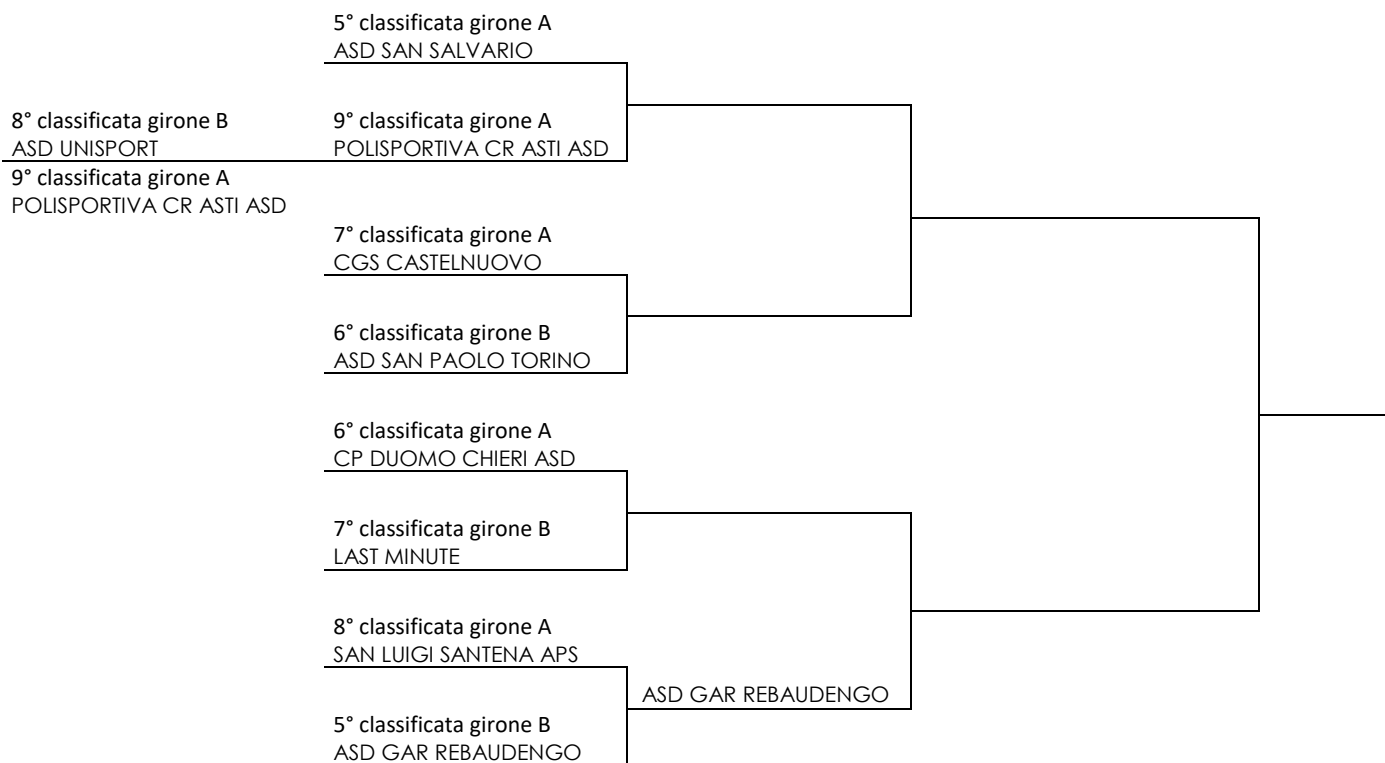 5° classificata girone A
ASD SAN SALVARIO
8° classificata girone B
ASD UNISPORT
9° classificata girone A
POLISPORTIVA CR ASTI ASD
9° classificata girone A
POLISPORTIVA CR ASTI ASD
7° classificata girone A
CGS CASTELNUOVO
6° classificata girone B
ASD SAN PAOLO TORINO
6° classificata girone A
CP DUOMO CHIERI ASD
7° classificata girone B
LAST MINUTE
8° classificata girone A
SAN LUIGI SANTENA APS
ASD GAR REBAUDENGO
5° classificata girone B
ASD GAR REBAUDENGO